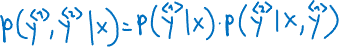 P(ŷ^<1>, ŷ^<2> | x) = P(ŷ^<1> | x) · P(ŷ^<2> | x, ŷ^<1>)